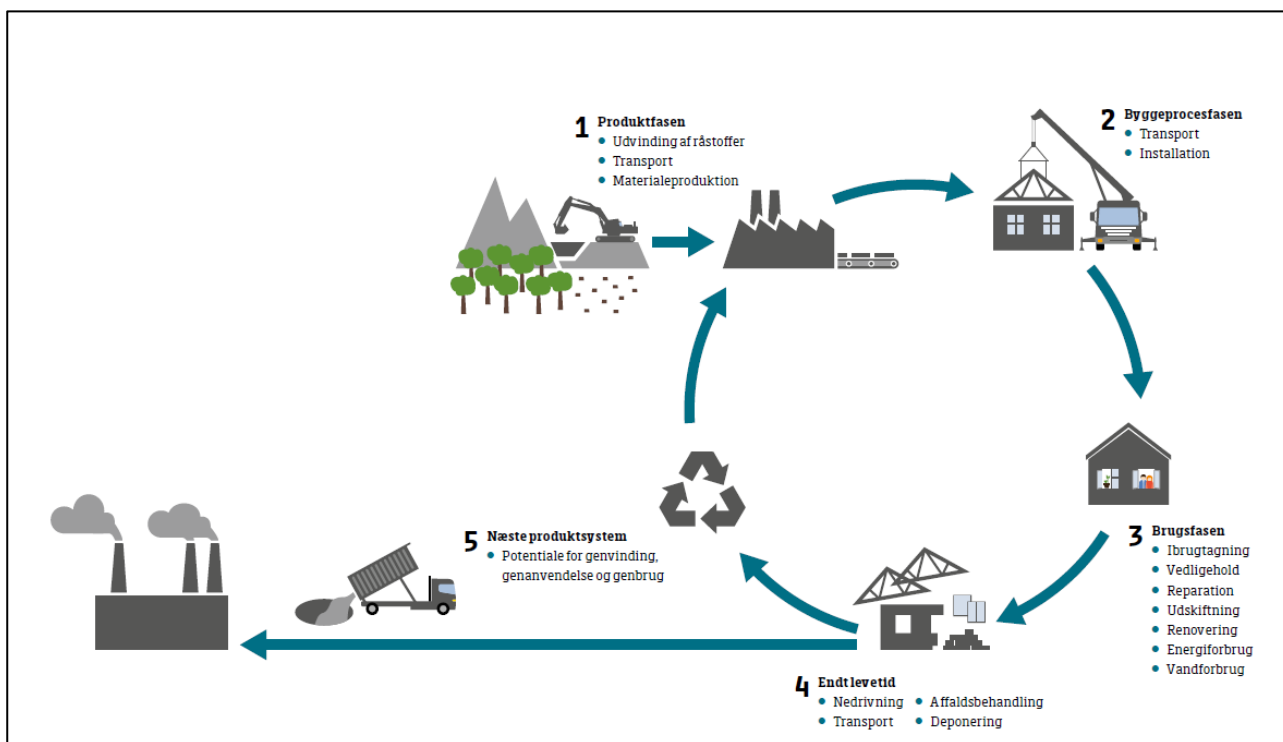 1 Produktfasen
• Udvinding af råstoffer
• Transport
• Materialeproduktion
2 Byggeprocesfasen
• Transport
• Installation
3 Brugsfasen
• Ibrugtagning
• Vedligehold
• Reparation
• Udskiftning
• Renovering
• Energiforbrug
• Vandforbrug
4 Endt levetid
• Nedrivning • Affaldsbehandling
• Transport • Deponering
5 Næste produktsystem
• Potentiale for genvinding,
genanvendelse og genbrug